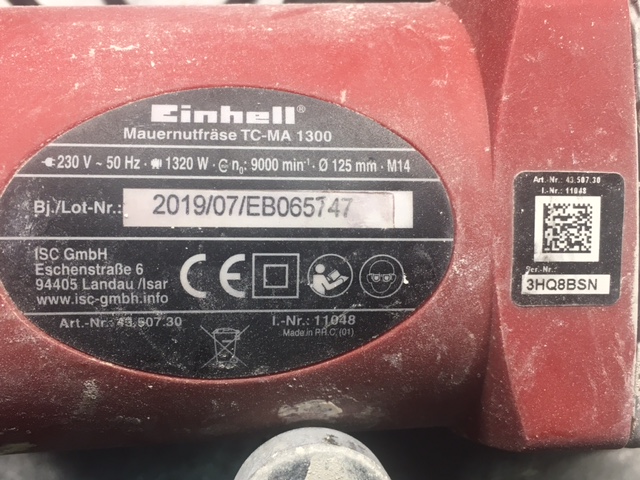 Einhell®
Mauernutfräse TC-MA 1300
230 V ~ 50 Hz · 1320 W · n₀: 9000 min⁻¹ · Ø 125 mm · M14
Bj./Lot-Nr.: 2019/07/EB065747
ISC GmbH
Eschenstraße 6
94405 Landau /Isar
www.isc-gmbh.info
CE
Art.-Nr.: 43.507.30 I.-Nr.: 11048
Made in P.R.C. (01)
Art.-Nr.: 43.507.30
I.-Nr.: 11048
Ser.-Nr.:
3HQ8BSN